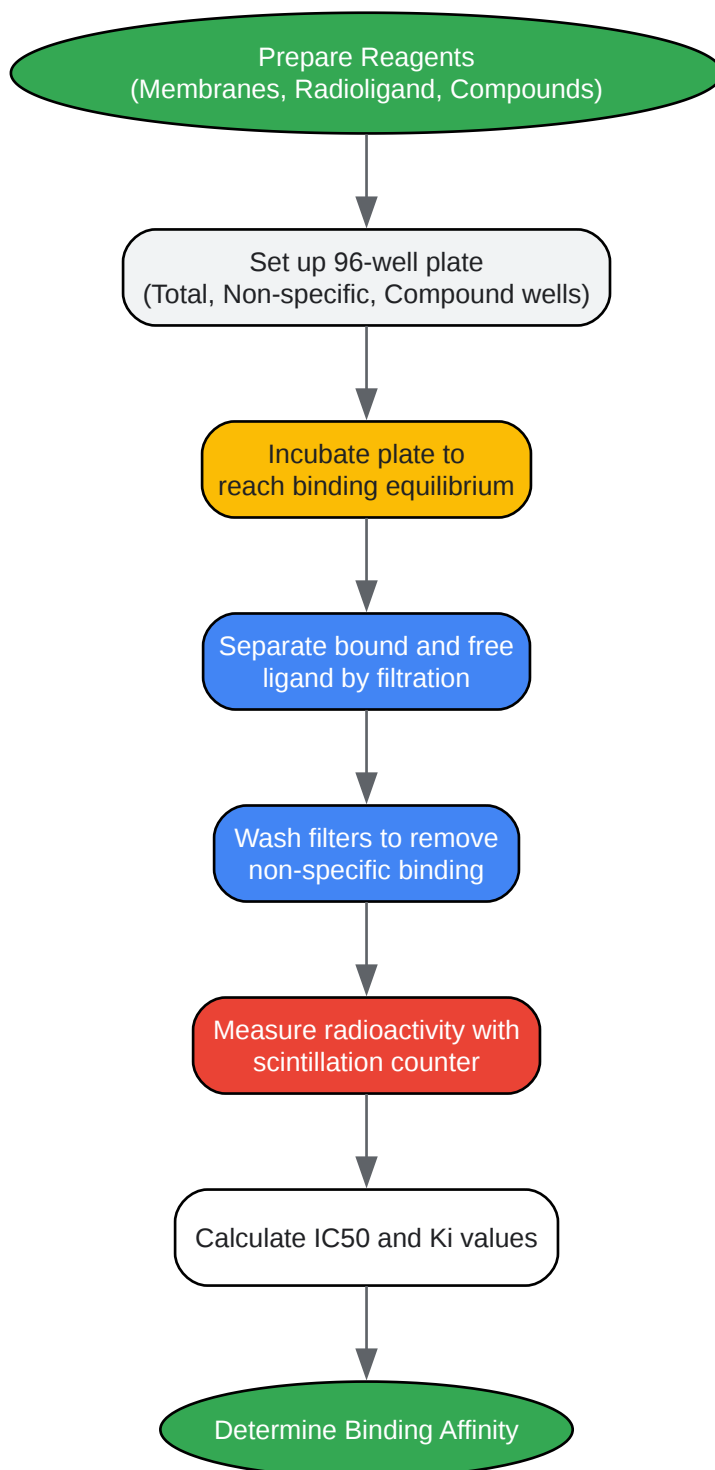 Prepare Reagents
(Membranes, Radioligand, Compounds)
Set up 96-well plate
(Total, Non-specific, Compound wells)
Incubate plate to
reach binding equilibrium
Separate bound and free
ligand by filtration
Wash filters to remove
non-specific binding
Measure radioactivity with
scintillation counter
Calculate IC50 and Ki values
Determine Binding Affinity